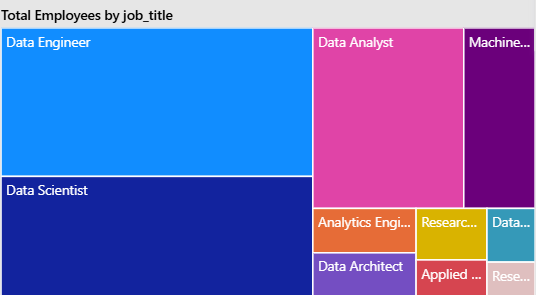 Total Employees by job_title
Data Engineer
Data Analyst
Machine...
Data Scientist
Analytics Engi...
Researc...
Data...
Data Architect
Applied ...
Rese...